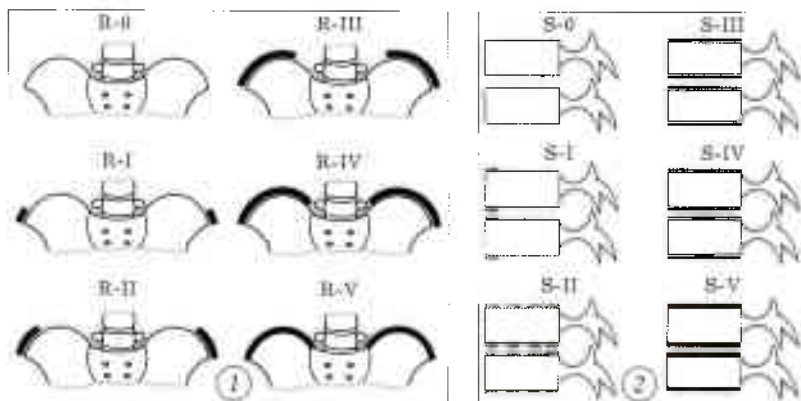 R-0
R-III
R-I
R-IV
R-II
R-V
1
S-0
S-III
S-I
S-IV
S-II
S-V
2